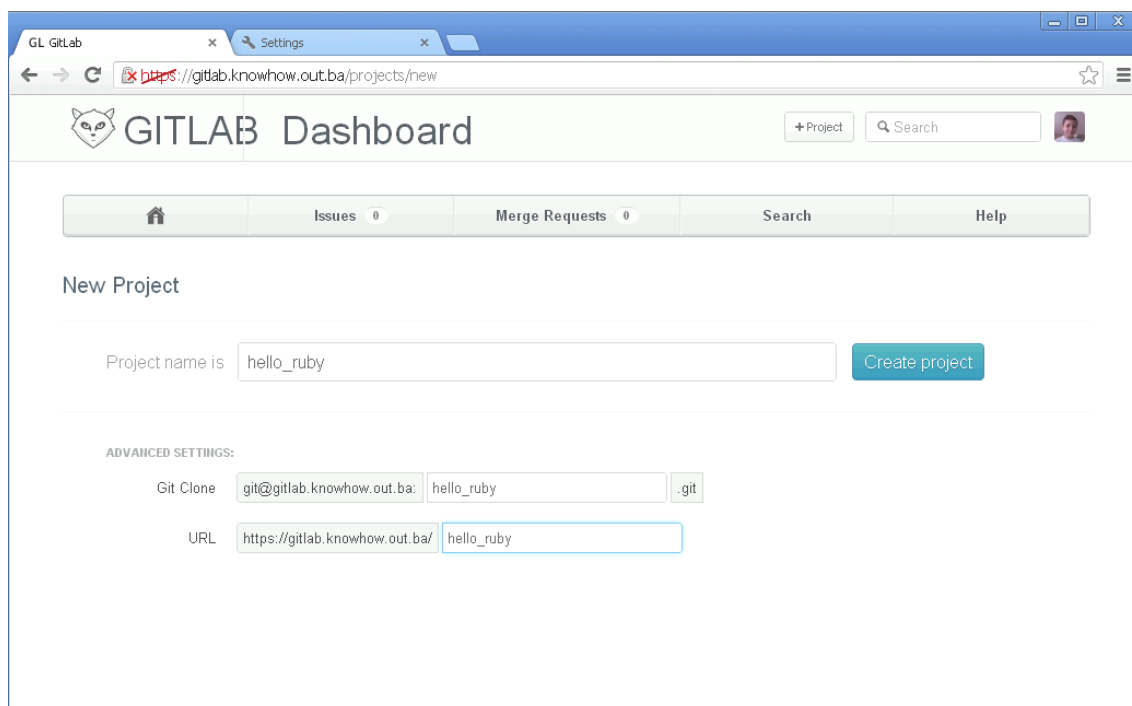 GL GitLab Settings
https://gitlab.knowhow.out.ba/projects/new
GITLAB Dashboard +Project Search
Issues 0 Merge Requests 0 Search Help
New Project
Project name is hello_ruby Create project
ADVANCED SETTINGS:
Git Clone git@gitlab.knowhow.out.ba: hello_ruby .git
URL https://gitlab.knowhow.out.ba/ hello_ruby